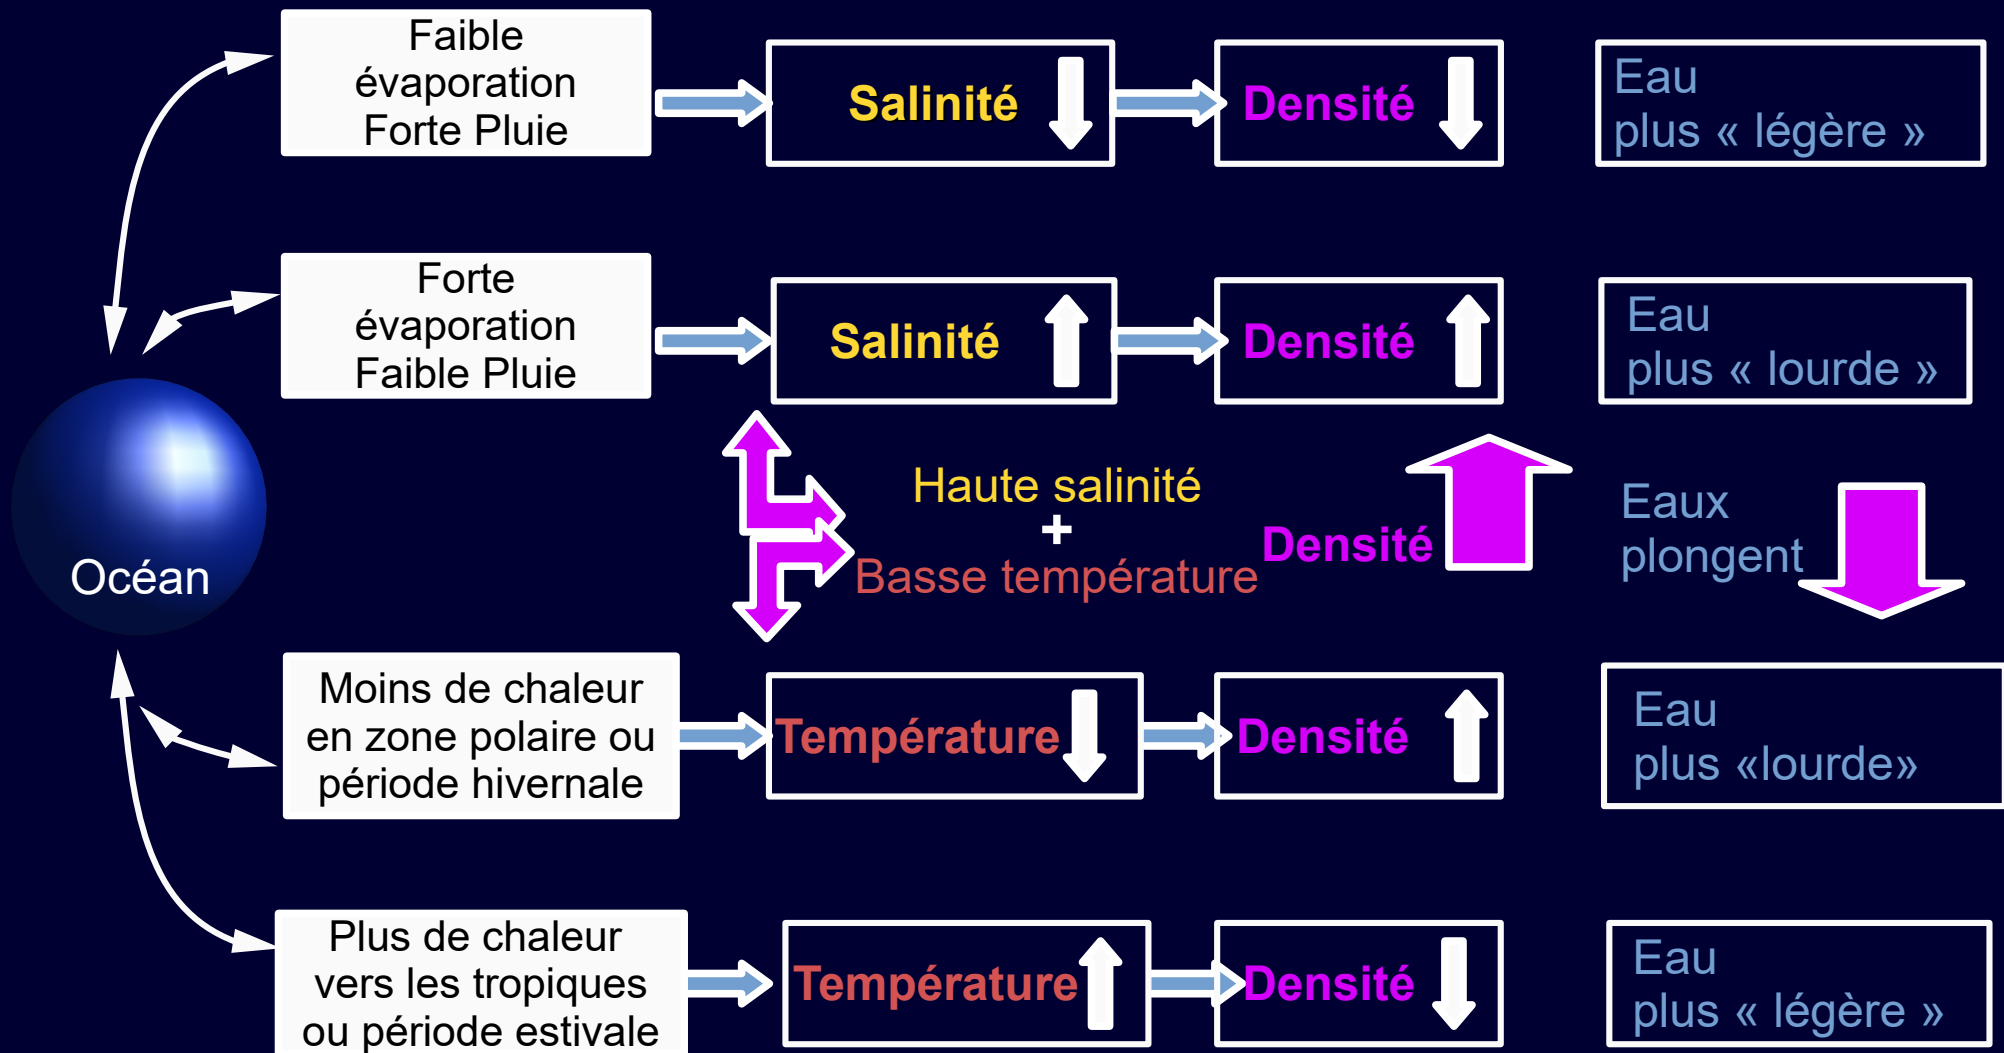 Faible
évaporation
Forte Pluie
Salinité
Densité
Eau
plus « légère »
Forte
évaporation
Faible Pluie
Salinité
Densité
Eau
plus « lourde »
Haute salinité
+
Basse température
Densité
Eaux
plongent
Océan
Moins de chaleur
en zone polaire ou
période hivernale
Température
Densité
Eau
plus «lourde»
Plus de chaleur
vers les tropiques
ou période estivale
Température
Densité
Eau
plus « légère »